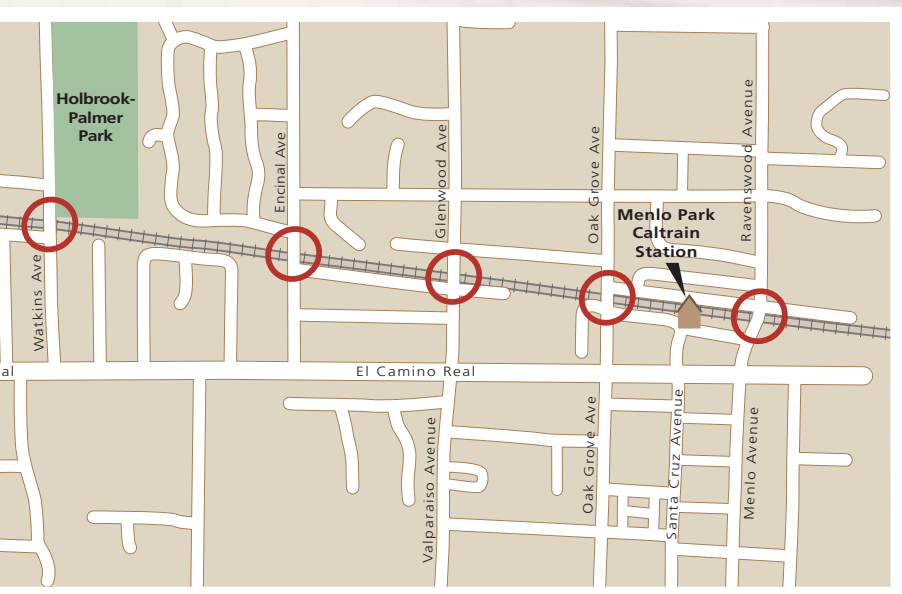 Holbrook-
Palmer
Park
Encinal Ave
Glenwood Ave
Oak Grove Ave
Ravenswood Avenue
Menlo Park
Caltrain
Station
Watkins Ave
al
El Camino Real
Valparaiso Avenue
Oak Grove Ave
Santa Cruz Avenue
Menlo Avenue